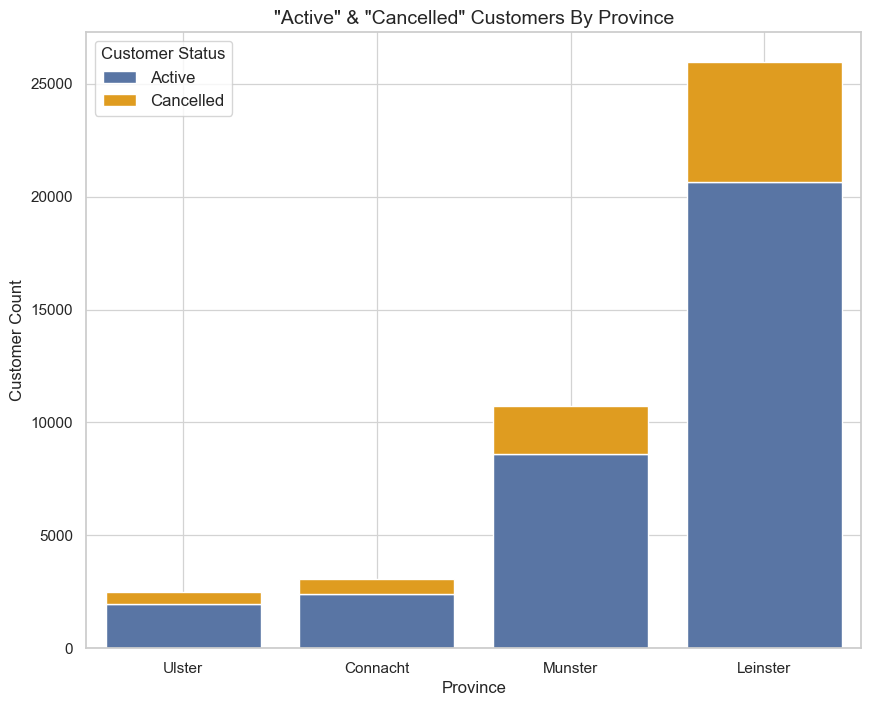 "Active" & "Cancelled" Customers By Province
Customer Status
Active
Cancelled
Customer Count
25000
20000
15000
10000
5000
0
Ulster
Connacht
Munster
Leinster
Province